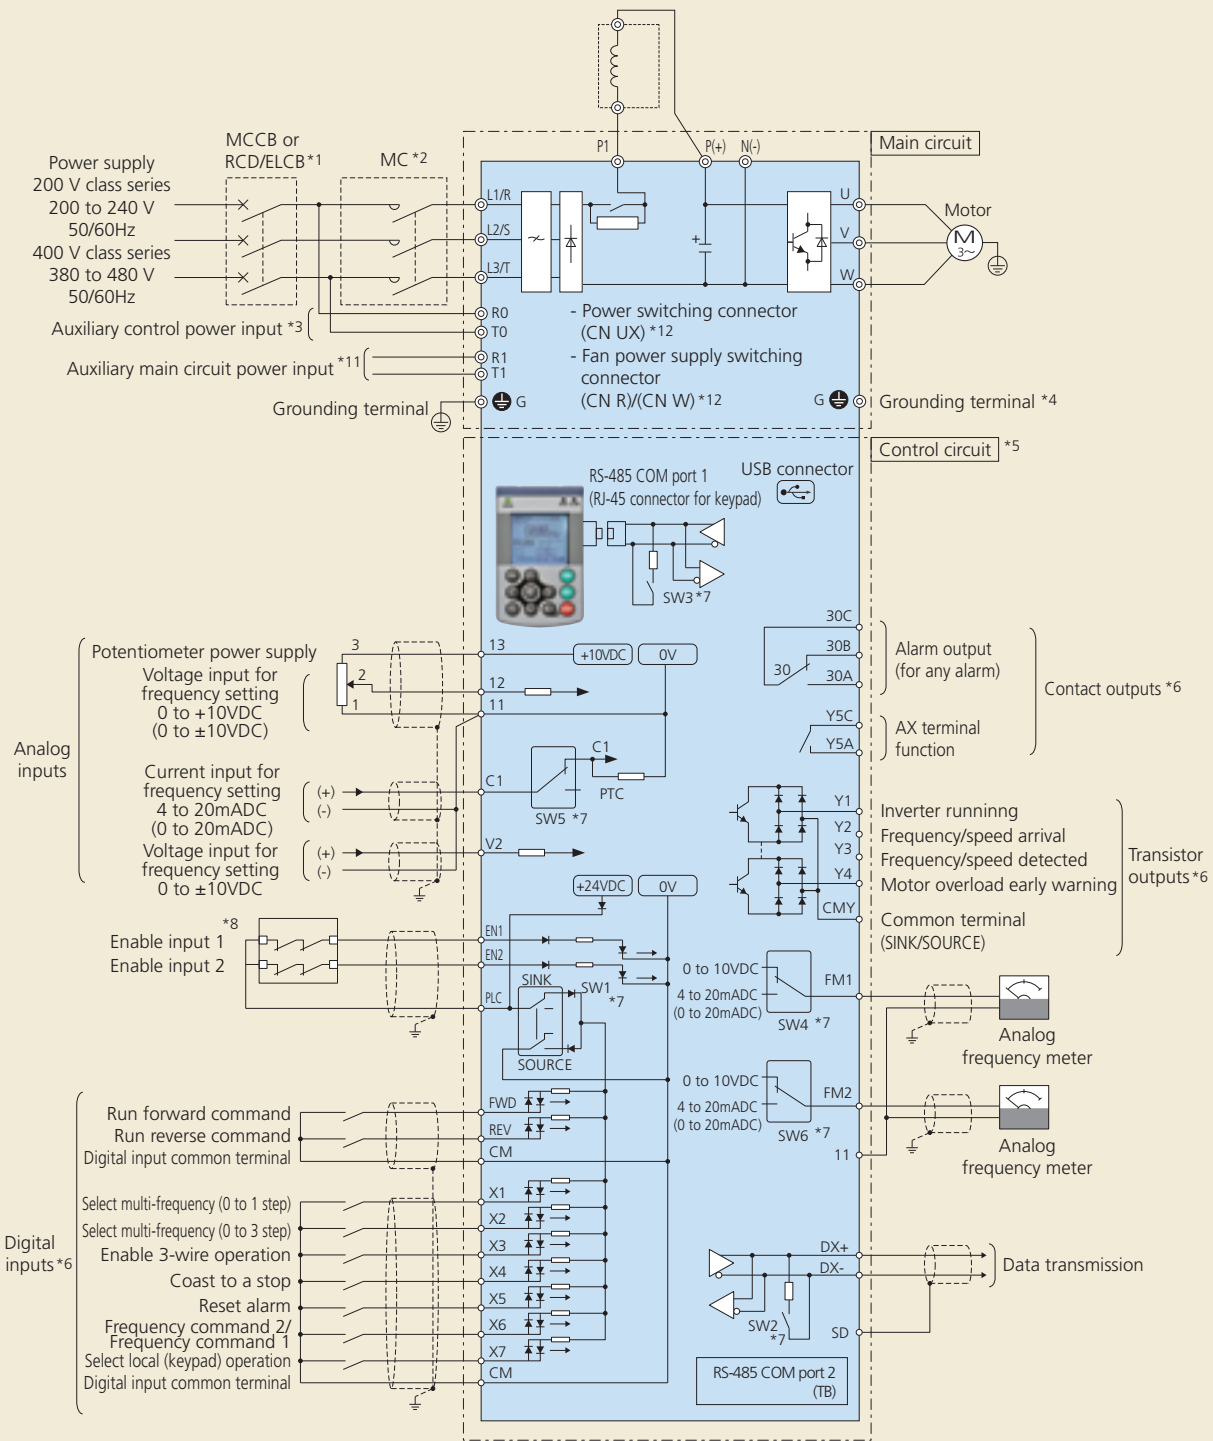 P1
P(+)
N(-)
Main circuit
MCCB or
RCD/ELCB *1
MC *2
Power supply
200 V class series
200 to 240 V
50/60Hz
400 V class series
380 to 480 V
50/60Hz
L1/R
L2/S
L3/T
+
U
V
W
Motor
M
3~
R0
T0
Auxiliary control power input *3
R1
T1
Auxiliary main circuit power input *11
- Power switching connector
(CN UX) *12
- Fan power supply switching
connector
(CN R)/(CN W) *12
Grounding terminal
G
G
Grounding terminal *4
Control circuit *5
RS-485 COM port 1
(RJ-45 connector for keypad)
USB connector
SW3 *7
Analog
inputs
Potentiometer power supply
Voltage input for
frequency setting
0 to +10VDC
(0 to ±10VDC)
3
2
1
13
12
11
+10VDC
0V
Current input for
frequency setting
4 to 20mADC
(0 to 20mADC)
(+)
(-)
C1
C1
PTC
SW5 *7
Voltage input for
frequency setting
0 to ±10VDC
(+)
(-)
V2
+24VDC
0V
30C
30B
30
30A
Alarm output
(for any alarm)
Y5C
Y5A
AX terminal
function
Contact outputs *6
Y1
Y2
Y3
Y4
CMY
Inverter runninng
Frequency/speed arrival
Frequency/speed detected
Motor overload early warning
Common terminal
(SINK/SOURCE)
Transistor
outputs *6
*8
Enable input 1
Enable input 2
EN1
EN2
PLC
SINK
SW1
*7
SOURCE
0 to 10VDC
4 to 20mADC
(0 to 20mADC)
SW4 *7
FM1
Analog
frequency meter
0 to 10VDC
4 to 20mADC
(0 to 20mADC)
SW6 *7
FM2
11
Analog
frequency meter
Digital
inputs *6
Run forward command
Run reverse command
Digital input common terminal
FWD
REV
CM
Select multi-frequency (0 to 1 step)
Select multi-frequency (0 to 3 step)
Enable 3-wire operation
Coast to a stop
Reset alarm
Frequency command 2/
Frequency command 1
Select local (keypad) operation
Digital input common terminal
X1
X2
X3
X4
X5
X6
X7
CM
DX+
DX-
SD
SW2
*7
Data transmission
RS-485 COM port 2
(TB)